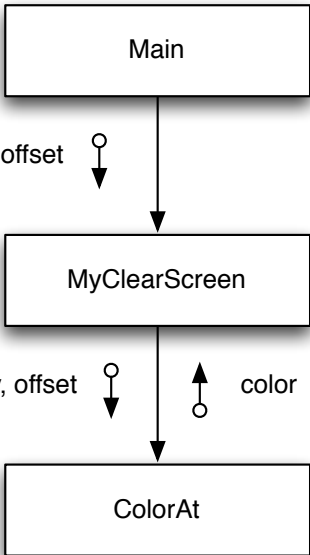 Main
offset
MyClearScreen
, offset
color
ColorAt